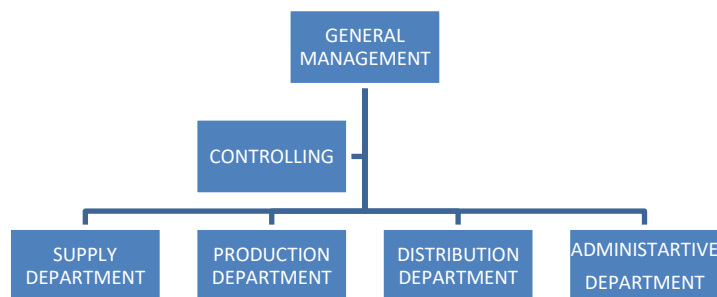 GENERAL
MANAGEMENT
CONTROLLING
SUPPLY
DEPARTMENT
PRODUCTION
DEPARTMENT
DISTRIBUTION
DEPARTMENT
ADMINISTARTIVE
DEPARTMENT